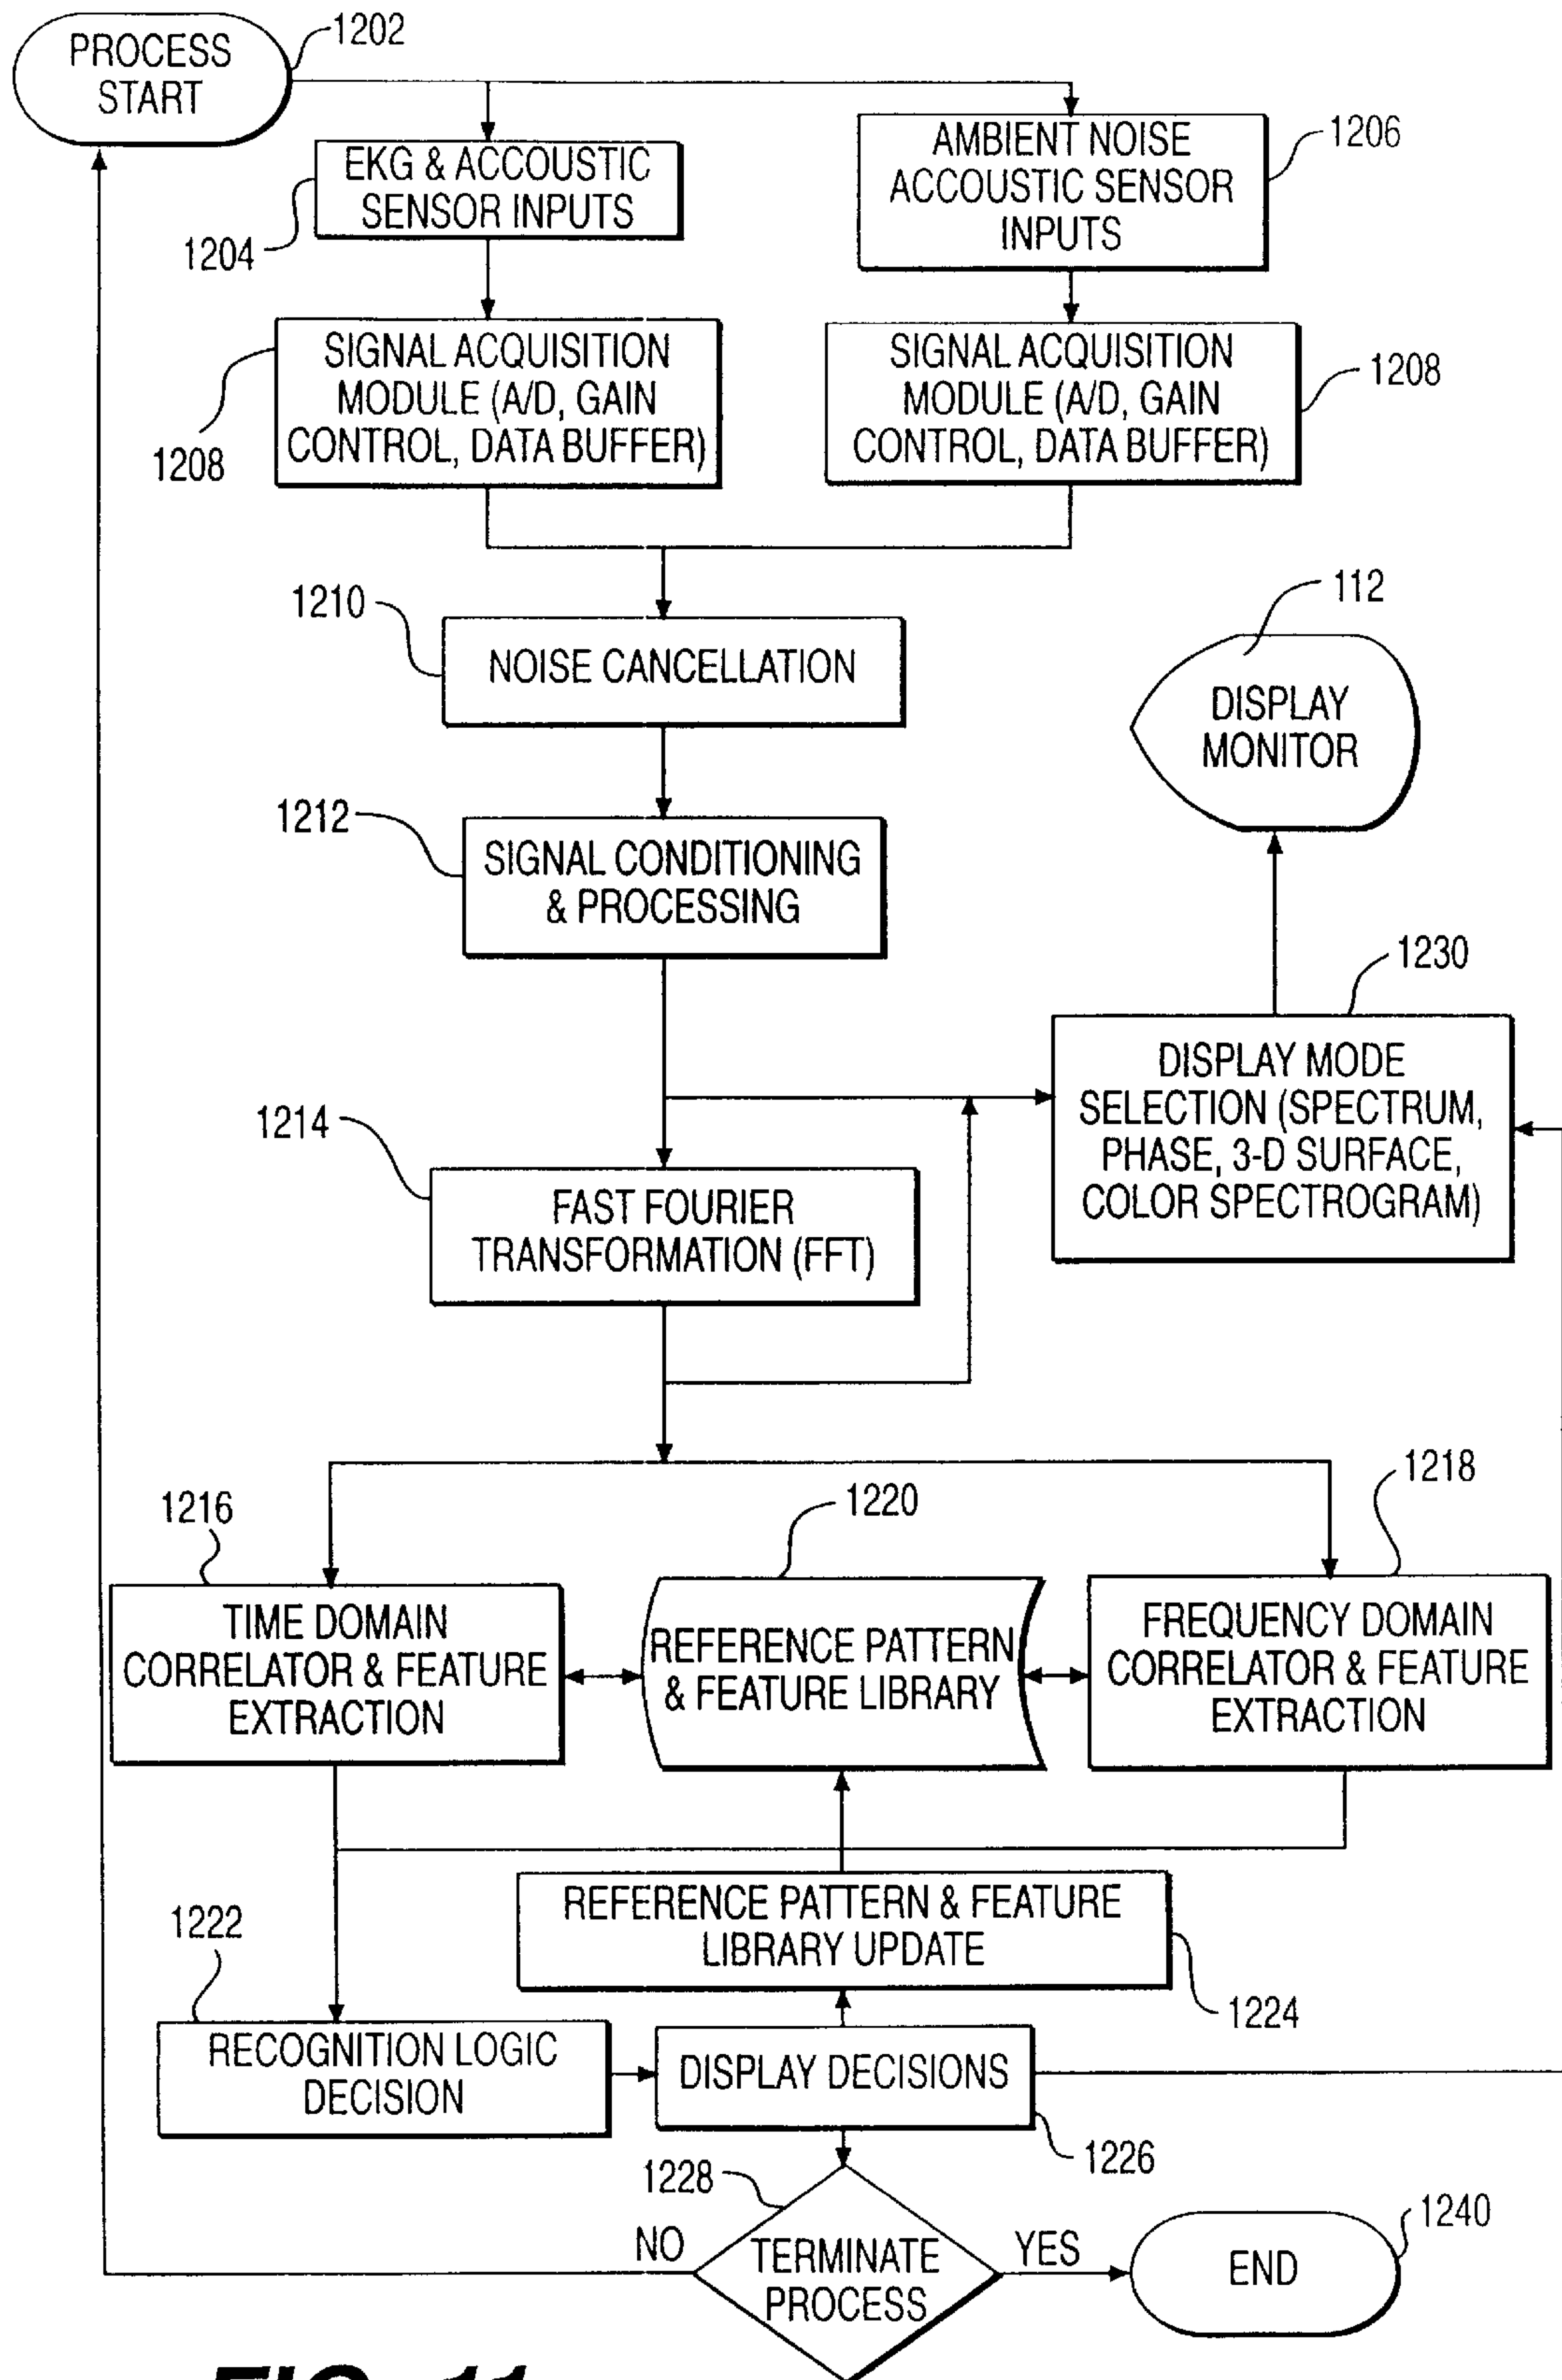 PROCESS
START
1202
EKG & ACCOUSTIC
SENSOR INPUTS
1204
AMBIENT NOISE
ACCOUSTIC SENSOR
INPUTS
1206
SIGNAL ACQUISITION
MODULE (A/D, GAIN
CONTROL, DATA BUFFER)
1208
SIGNAL ACQUISITION
MODULE (A/D, GAIN
CONTROL, DATA BUFFER)
1208
1210
NOISE CANCELLATION
112
DISPLAY
MONITOR
1212
SIGNAL CONDITIONING
& PROCESSING
1230
DISPLAY MODE
SELECTION (SPECTRUM,
PHASE, 3-D SURFACE,
COLOR SPECTROGRAM)
1214
FAST FOURIER
TRANSFORMATION (FFT)
1216
TIME DOMAIN
CORRELATOR & FEATURE
EXTRACTION
1220
REFERENCE PATTERN
& FEATURE LIBRARY
1218
FREQUENCY DOMAIN
CORRELATOR & FEATURE
EXTRACTION
REFERENCE PATTERN & FEATURE
LIBRARY UPDATE
1224
1222
RECOGNITION LOGIC
DECISION
DISPLAY DECISIONS
1226
1228
NO
TERMINATE
PROCESS
YES
END
1240
FIG. 11